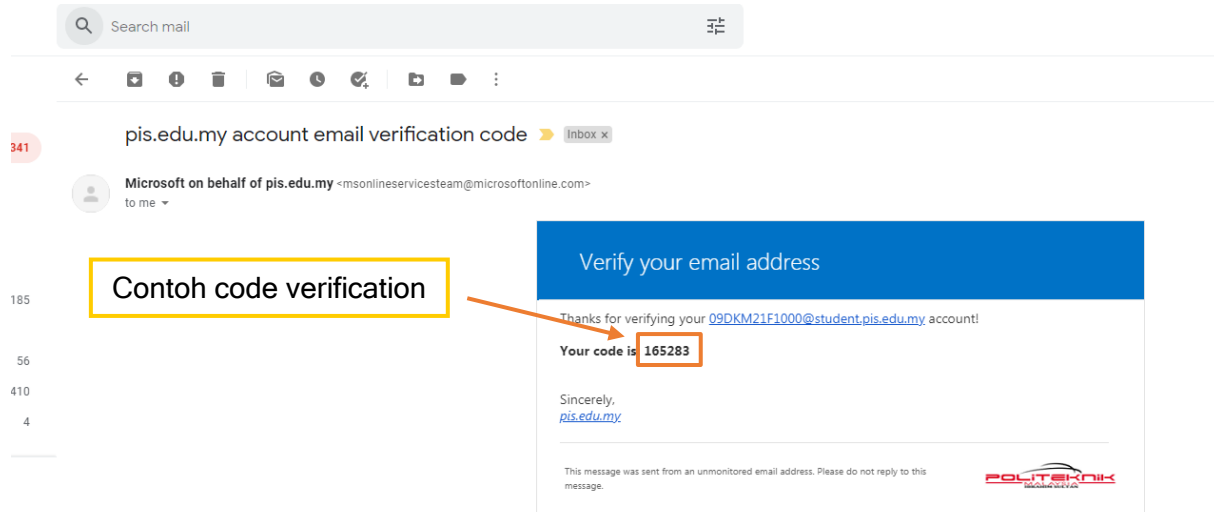 Search mail
pis.edu.my account email verification code Inbox x
341
Microsoft on behalf of pis.edu.my <msonlineservicesteam@microsoftonline.com>
to me
Verify your email address
Contoh code verification
185
Thanks for verifying your 09DKM21F1000@student.pis.edu.my account!
Your code is 165283
56
410
4
Sincerely,
pis.edu.my
This message was sent from an unmonitored email address. Please do not reply to this
message.
POLITEKNIK
MALAYSIA